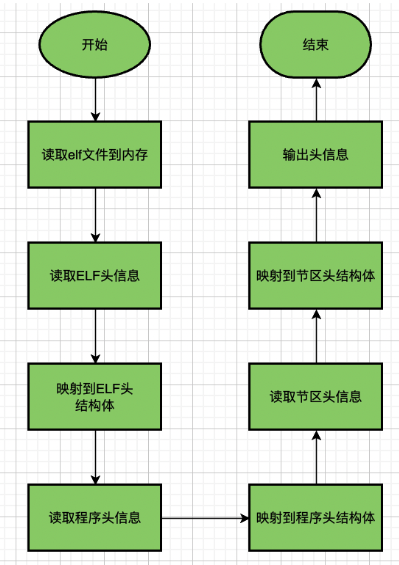 开始
读取elf文件到内存
读取ELF头信息
映射到ELF头
结构体
读取程序头信息
映射到程序头结构体
读取节区头信息
映射到节区头结构体
输出头信息
结束